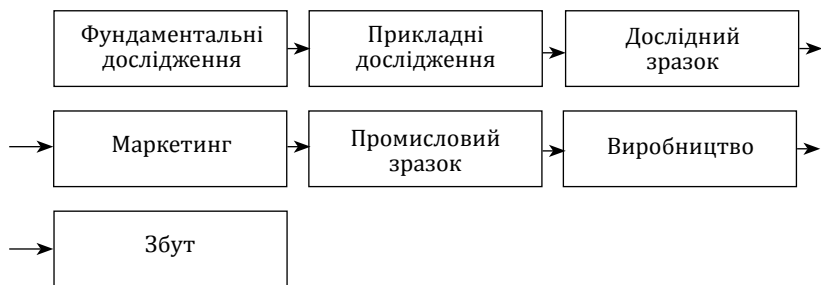 Фундаментальні
дослідження
Прикладні
дослідження
Дослідний
зразок
Маркетинг
Промисловий
зразок
Виробництво
Збут